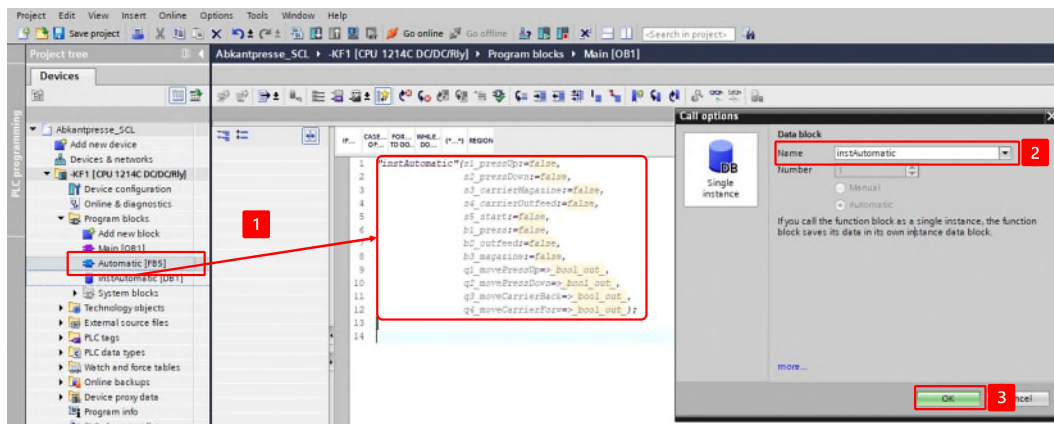 Project Edit View Insert Online Options Tools Window Help
Save project Go online Go offline <Search in project>
Project tree
Abkantpresse_SCL -KF1 [CPU 1214C DC/DC/Rly] Program blocks Main [OB1]
Devices
PLC programming
Abkantpresse_SCL
Add new device
Devices & networks
-KF1 [CPU 1214C DC/DC/Rly]
Device configuration
Online & diagnostics
Program blocks
Add new block
Main [OB1]
Automatic [FB5]
instAutomatic [DB1]
System blocks
Technology objects
External source files
PLC tags
PLC data types
Watch and force tables
Online backups
Device proxy data
Program info
1
IF... CASE... FOR... WHILE... (*...*) REGION
OF... TO DO... DO...
1 "instAutomatic"(s1_pressUp:=false,
2 s2_pressDown:=false,
3 s3_carrierMagazine:=false,
4 s4_carrierOutfeed:=false,
5 s5_start:=false,
6 b1_press:=false,
7 b2_outfeed:=false,
8 b3_magazine:=false,
9 q1_movePressUp=>_bool_out_,
10 q2_movePressDown=>_bool_out_,
11 q3_moveCarrierBack=>_bool_out_,
12 q4_moveCarrierForw=>_bool_out_);
13
14
Call options X
Data block
Name instAutomatic
2
Number 1
Manual
Automatic
DB
Single
instance
If you call the function block as a single instance, the function
block saves its data in its own instance data block.
more...
OK
3